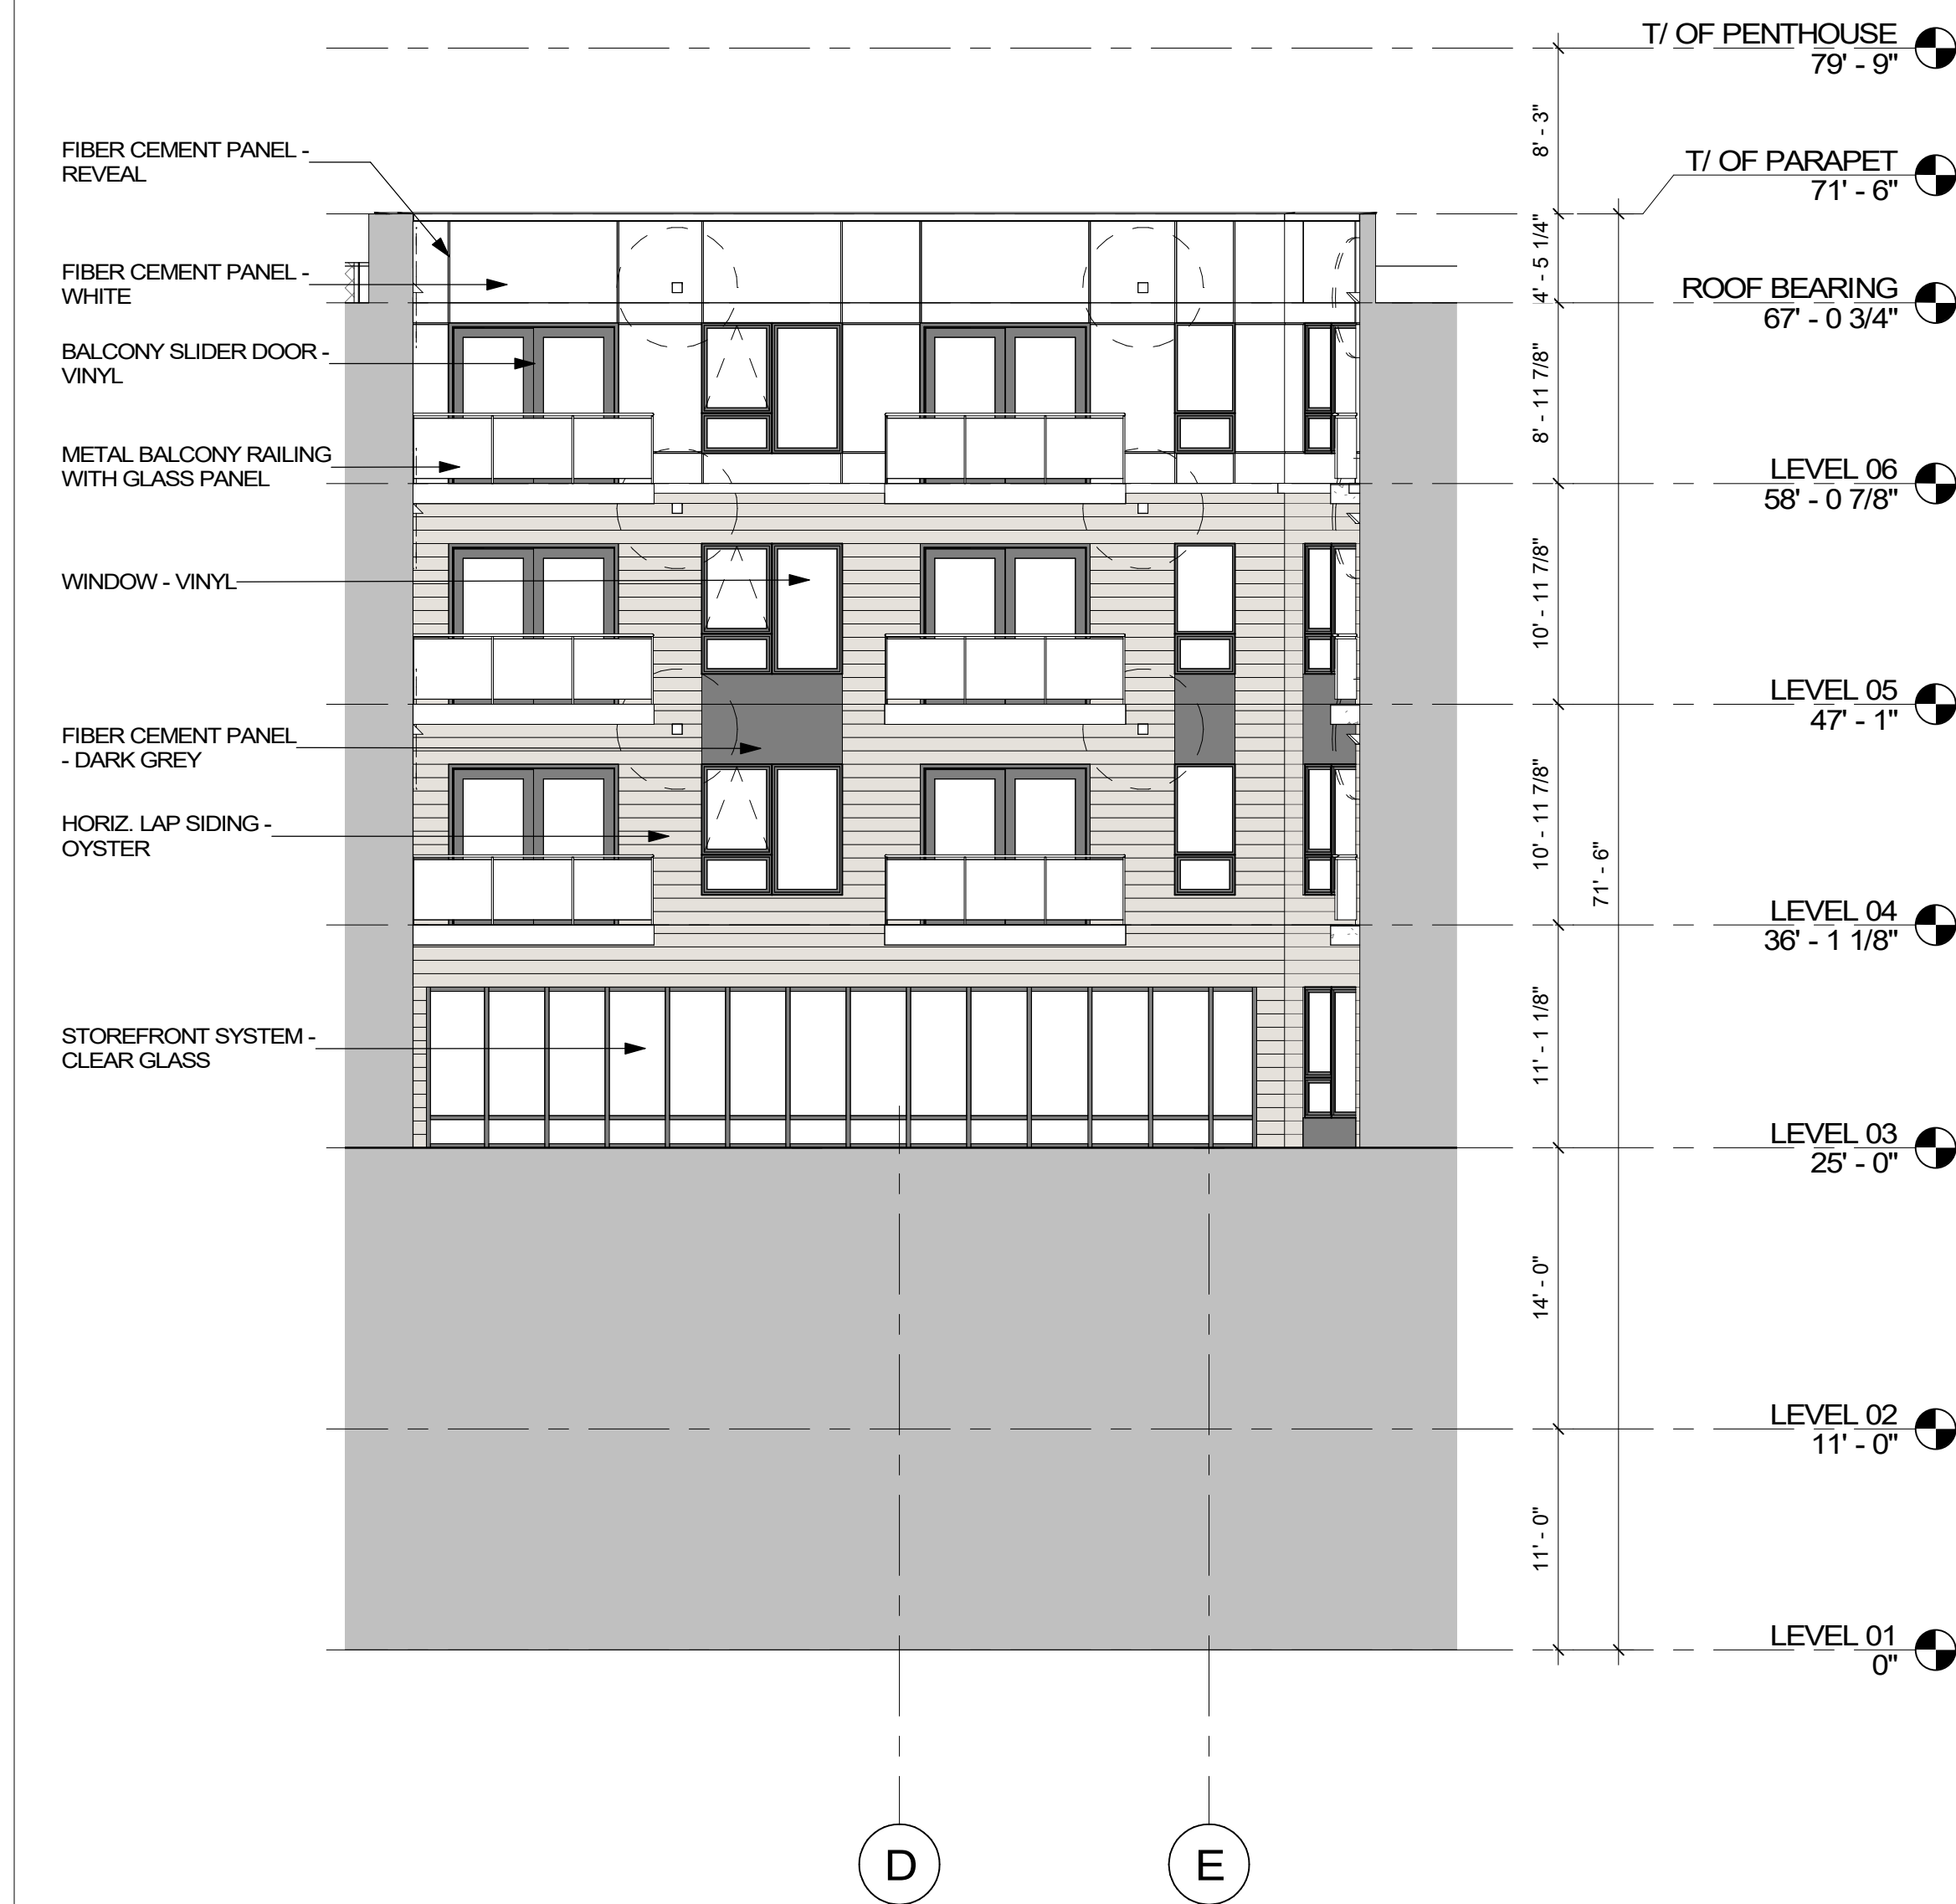 T/ OF PENTHOUSE
79' - 9"
8' - 3"
FIBER CEMENT PANEL -
REVEAL
T/ OF PARAPET
71' - 6"
4' - 5 1/4"
FIBER CEMENT PANEL -
WHITE
ROOF BEARING
67' - 0 3/4"
BALCONY SLIDER DOOR -
VINYL
8' - 11 7/8"
METAL BALCONY RAILING
WITH GLASS PANEL
LEVEL 06
58' - 0 7/8"
WINDOW - VINYL
10' - 11 7/8"
LEVEL 05
47' - 1"
FIBER CEMENT PANEL
- DARK GREY
HORIZ. LAP SIDING -
OYSTER
10' - 11 7/8"
71' - 6"
LEVEL 04
36' - 1 1/8"
STOREFRONT SYSTEM -
CLEAR GLASS
11' - 1 1/8"
LEVEL 03
25' - 0"
14' - 0"
LEVEL 02
11' - 0"
11' - 0"
LEVEL 01
0"
D
E